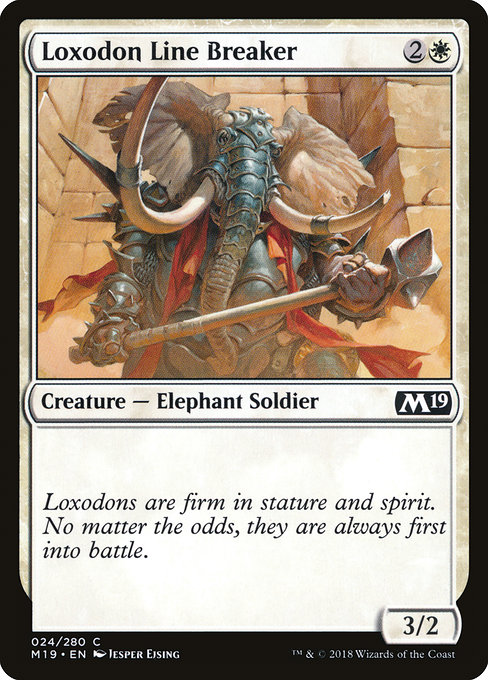 Loxodon Line Breaker 2
Creature — Elephant Soldier M19
Loxodons are firm in stature and spirit.
No matter the odds, they are always first
into battle.
3/2
024/280 C
M19 • EN Jesper Ejsing ™ & © 2018 Wizards of the Coast